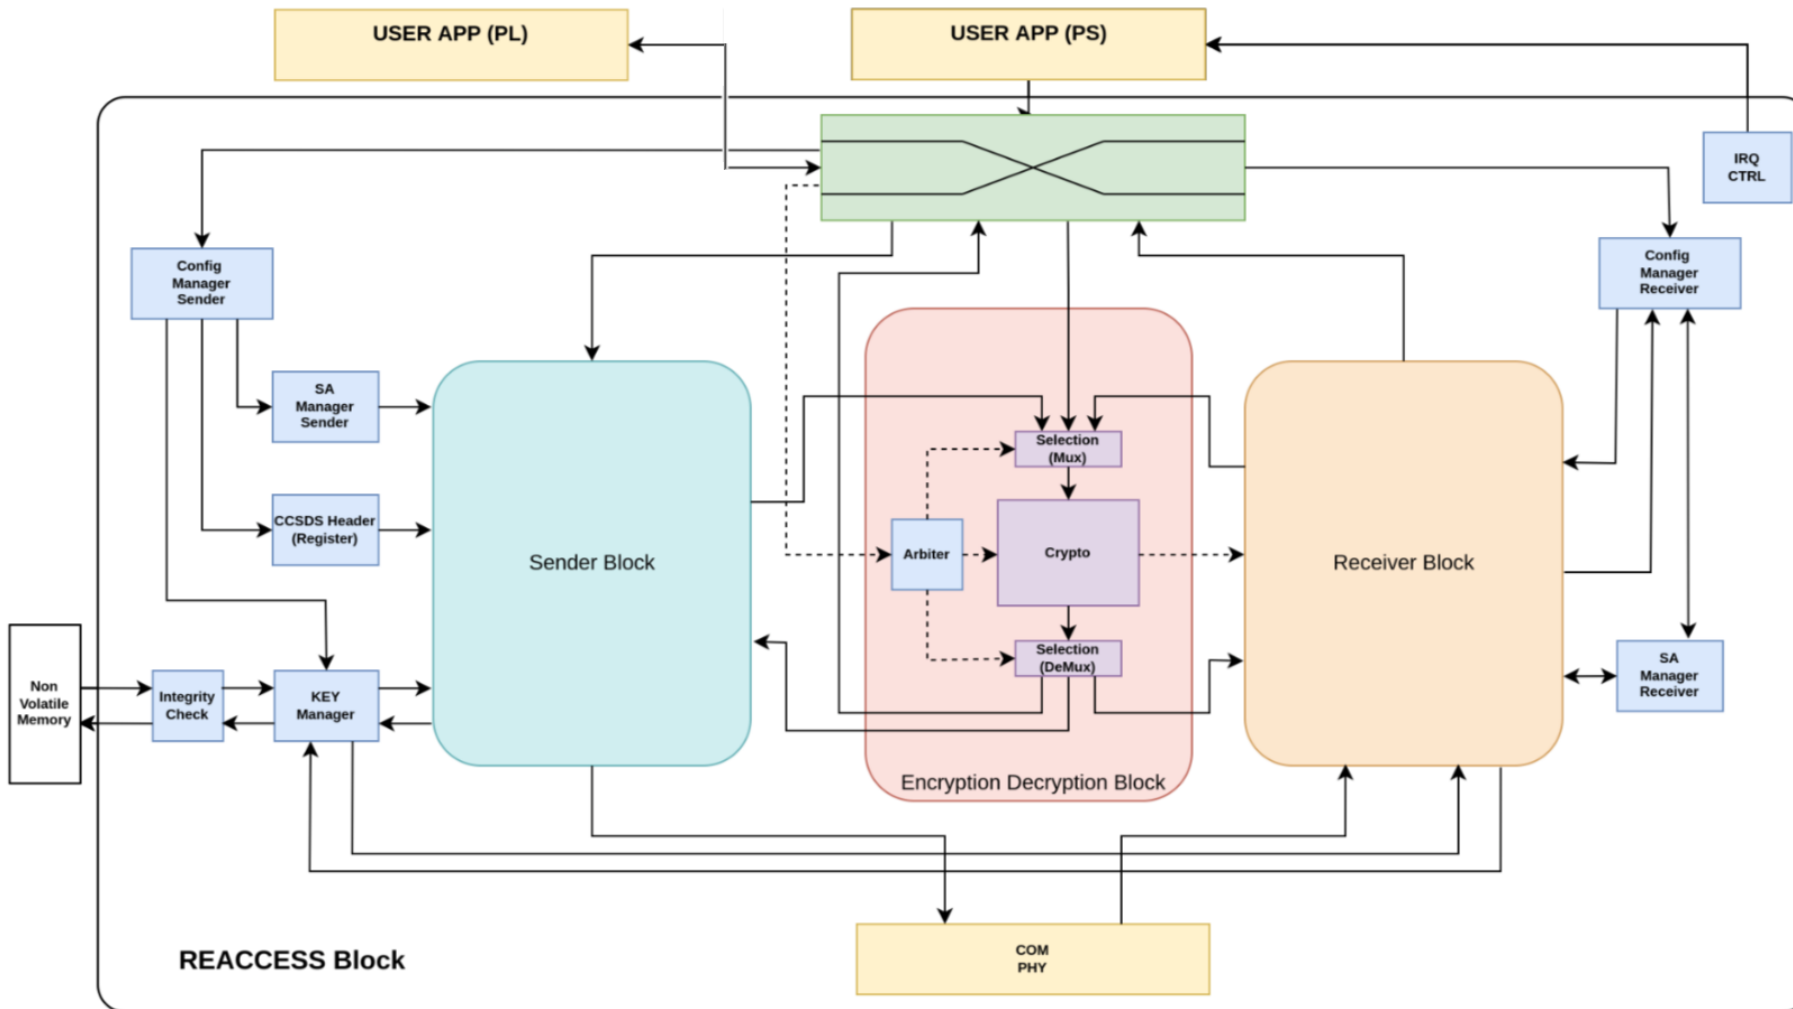 USER APP (PL)
USER APP (PS)
IRQ
CTRL
Config
Manager
Sender
Config
Manager
Receiver
SA
Manager
Sender
Selection
(Mux)
CCSDS Header
(Register)
Sender Block
Arbiter
Crypto
Receiver Block
Non
Volatile
Memory
Integrity
Check
KEY
Manager
Selection
(DeMux)
SA
Manager
Receiver
Encryption Decryption Block
REACCESS Block
COM
PHY